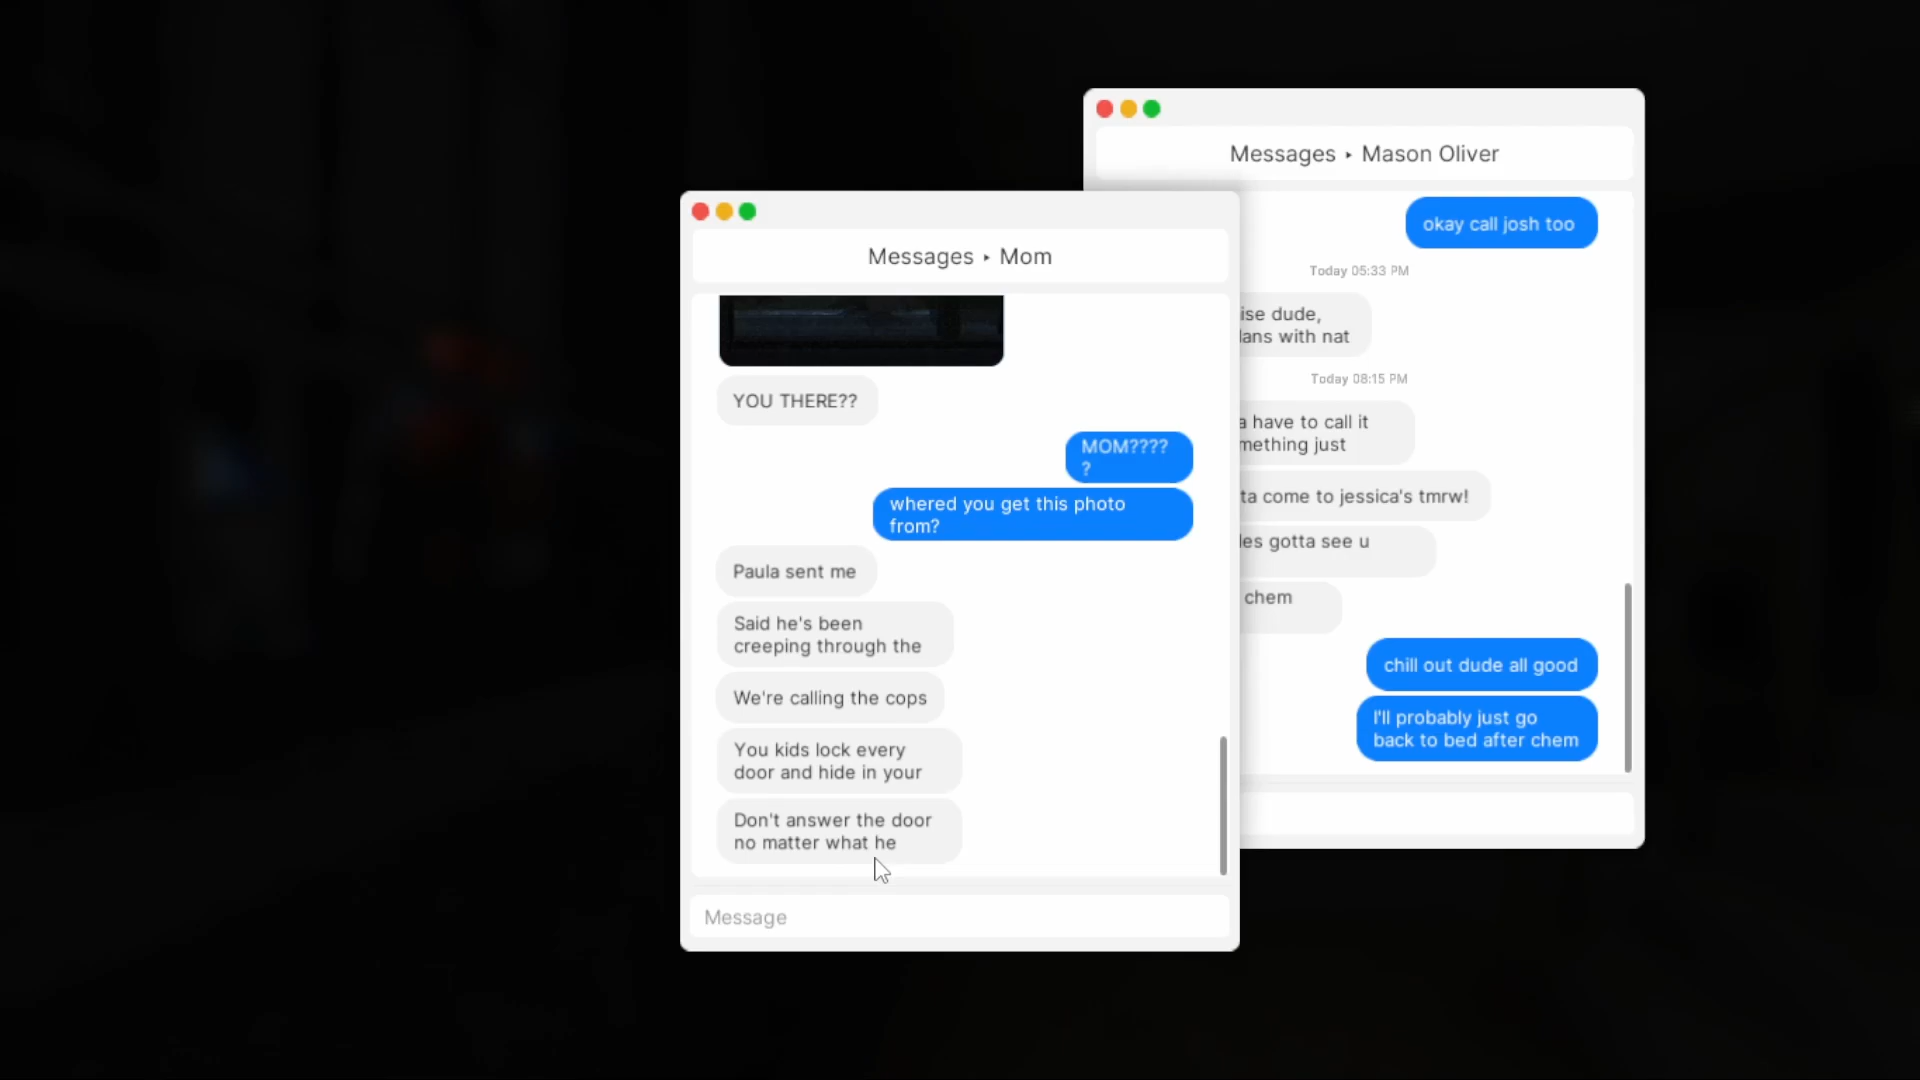 Messages ▸ Mason Oliver
okay call josh too
Today 05:33 PM
ise dude,
lans with nat
Today 08:15 PM
a have to call it
mething just
ta come to jessica's tmrw!
les gotta see u
chem
chill out dude all good
I'll probably just go
back to bed after chem
Messages ▸ Mom
YOU THERE??
MOM????
?
whered you get this photo
from?
Paula sent me
Said he's been
creeping through the
We're calling the cops
You kids lock every
door and hide in your
Don't answer the door
no matter what he
Message